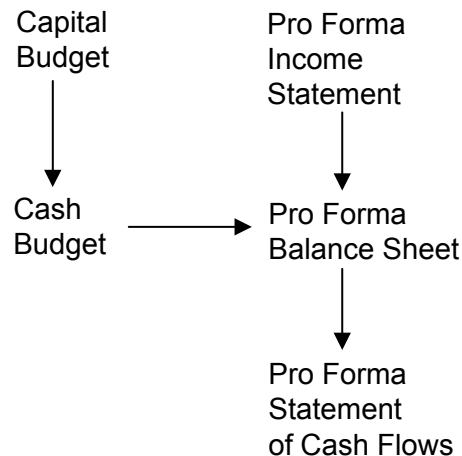 Capital
Budget
Pro Forma
Income
Statement
Cash
Budget
Pro Forma
Balance Sheet
Pro Forma
Statement
of Cash Flows